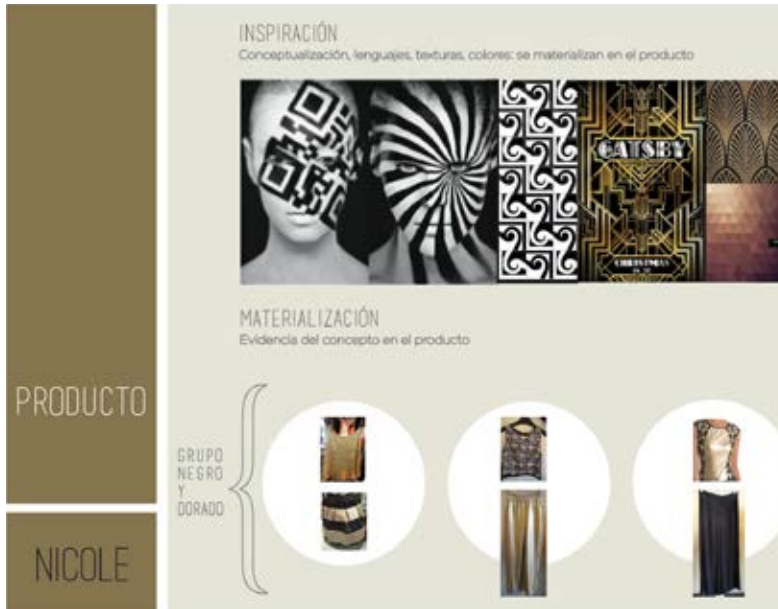 INSPIRACIÓN
Conceptualización, lenguajes, texturas, colores: se materializan en el producto
GATSBY
CHRISTMAS
MATERIALIZACIÓN
Evidencia del concepto en el producto
PRODUCTO
GRUPO
NEGRO
Y
DORADO
NICOLE